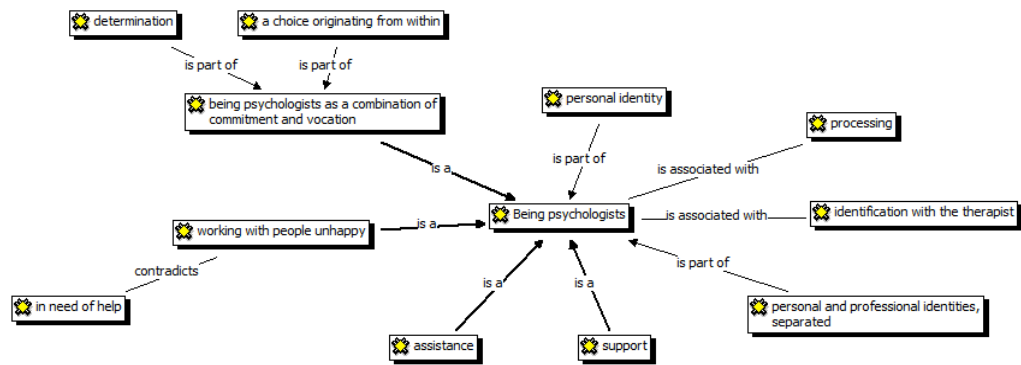 determination
a choice originating from within
is part of
is part of
being psychologists as a combination of
commitment and vocation
personal identity
processing
is a
is part of
is associated with
Being psychologists
is associated with
identification with the therapist
working with people unhappy
is a
contradicts
is part of
in need of help
is a
is a
personal and professional identities,
separated
assistance
support